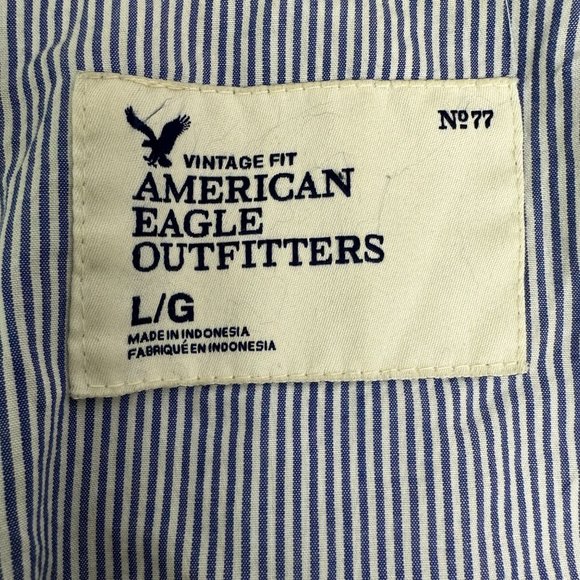 Nº77
VINTAGE FIT
AMERICAN
EAGLE
OUTFITTERS
L/G
MADE IN INDONESIA
FABRIQUÉ EN INDONESIA